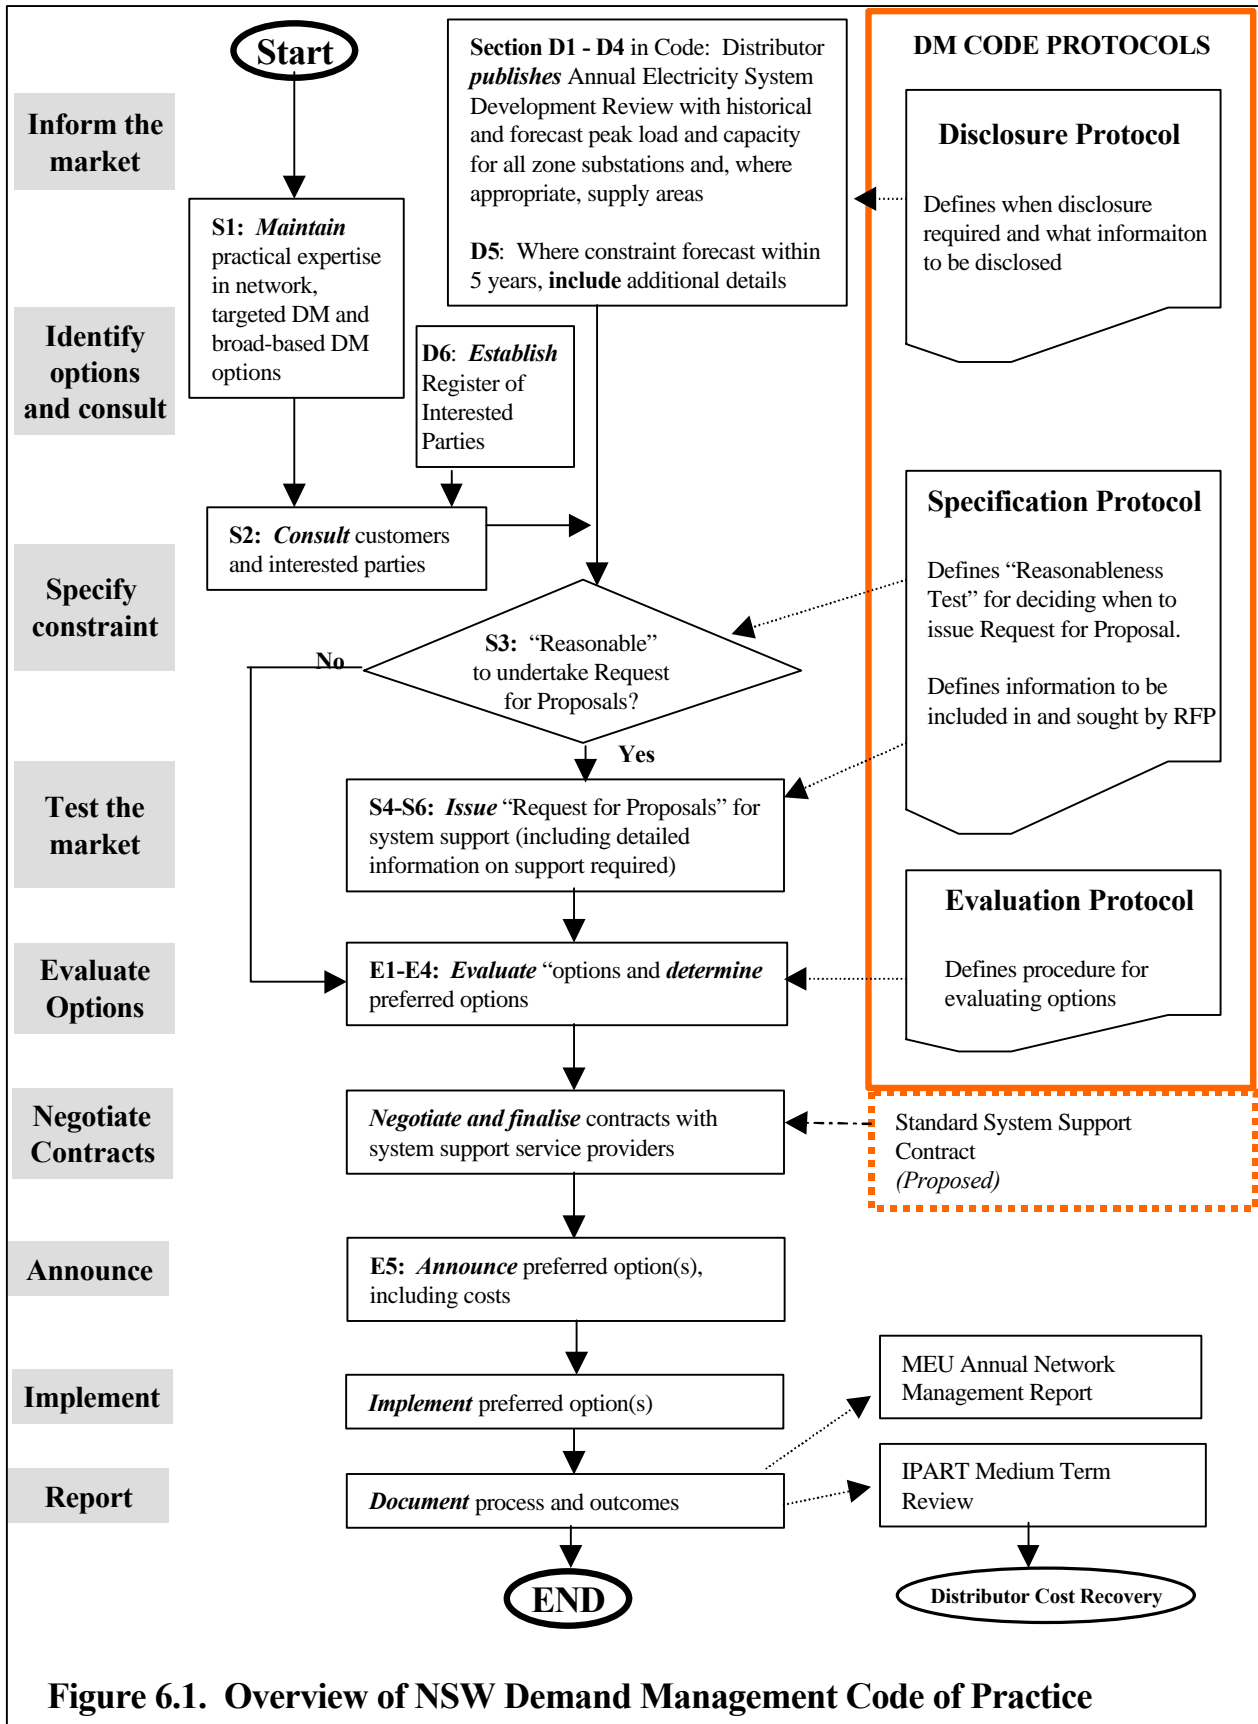 Start
Section D1 - D4 in Code: Distributor
publishes Annual Electricity System
Development Review with historical
and forecast peak load and capacity
for all zone substations and, where
appropriate, supply areas
D5: Where constraint forecast within
5 years, include additional details
DM CODE PROTOCOLS
Disclosure Protocol
Defines when disclosure
required and what informaiton
to be disclosed
Inform the
market
S1: Maintain
practical expertise
in network,
targeted DM and
broad-based DM
options
Identify
options
and consult
D6: Establish
Register of
Interested
Parties
S2: Consult customers
and interested parties
Specification Protocol
Defines “Reasonableness
Test” for deciding when to
issue Request for Proposal.
Defines information to be
included in and sought by RFP
Specify
constraint
S3: “Reasonable”
to undertake Request
for Proposals?
No
Yes
Test the
market
S4-S6: Issue “Request for Proposals” for
system support (including detailed
information on support required)
Evaluation Protocol
Defines procedure for
evaluating options
Evaluate
Options
E1-E4: Evaluate “options and determine
preferred options
Negotiate
Contracts
Negotiate and finalise contracts with
system support service providers
Standard System Support
Contract
(Proposed)
Announce
E5: Announce preferred option(s),
including costs
Implement
Implement preferred option(s)
MEU Annual Network
Management Report
Report
Document process and outcomes
IPART Medium Term
Review
END
Distributor Cost Recovery
Figure 6.1. Overview of NSW Demand Management Code of Practice